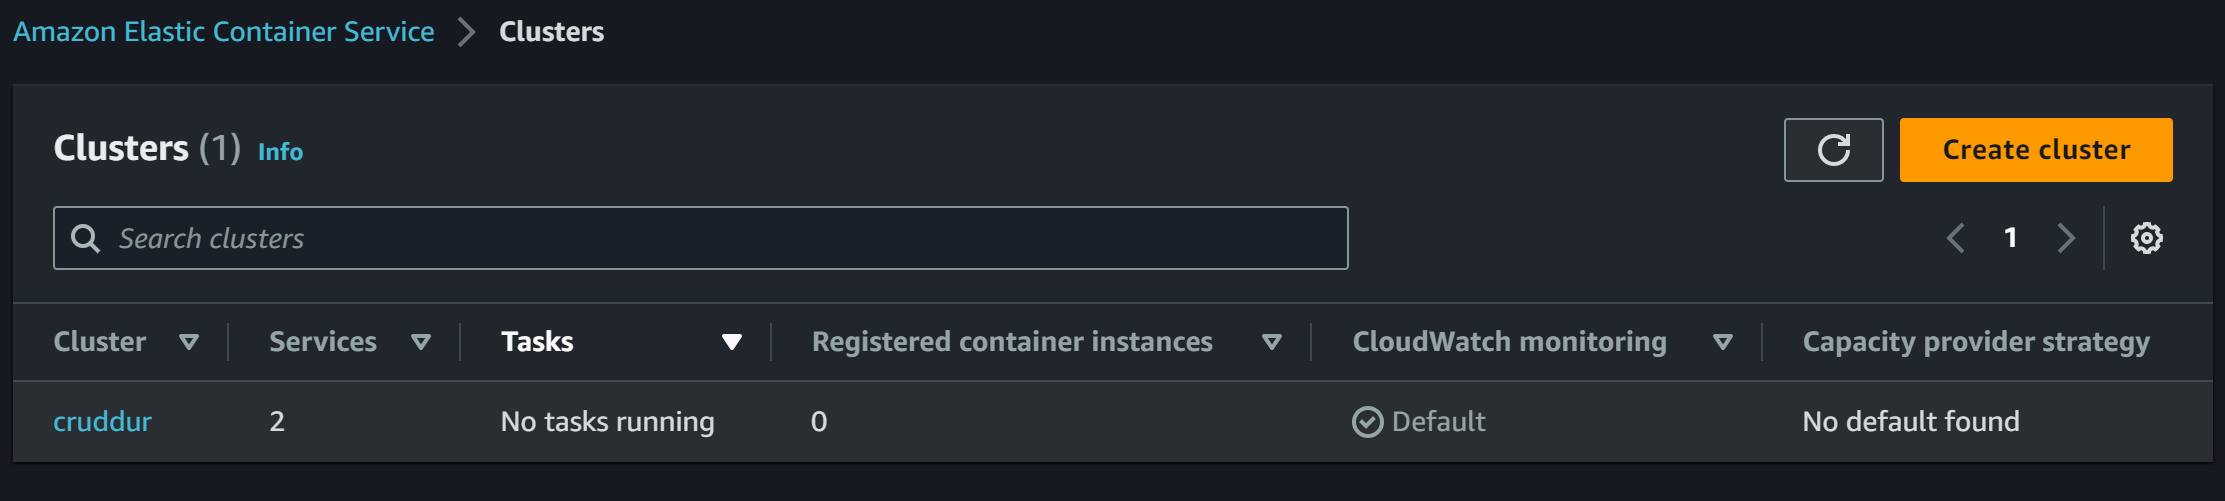 Amazon Elastic Container Service > Clusters
Clusters (1) Info
Create cluster
Search clusters
1
Cluster Services Tasks Registered container instances CloudWatch monitoring Capacity provider strategy
cruddur 2 No tasks running 0 Default No default found